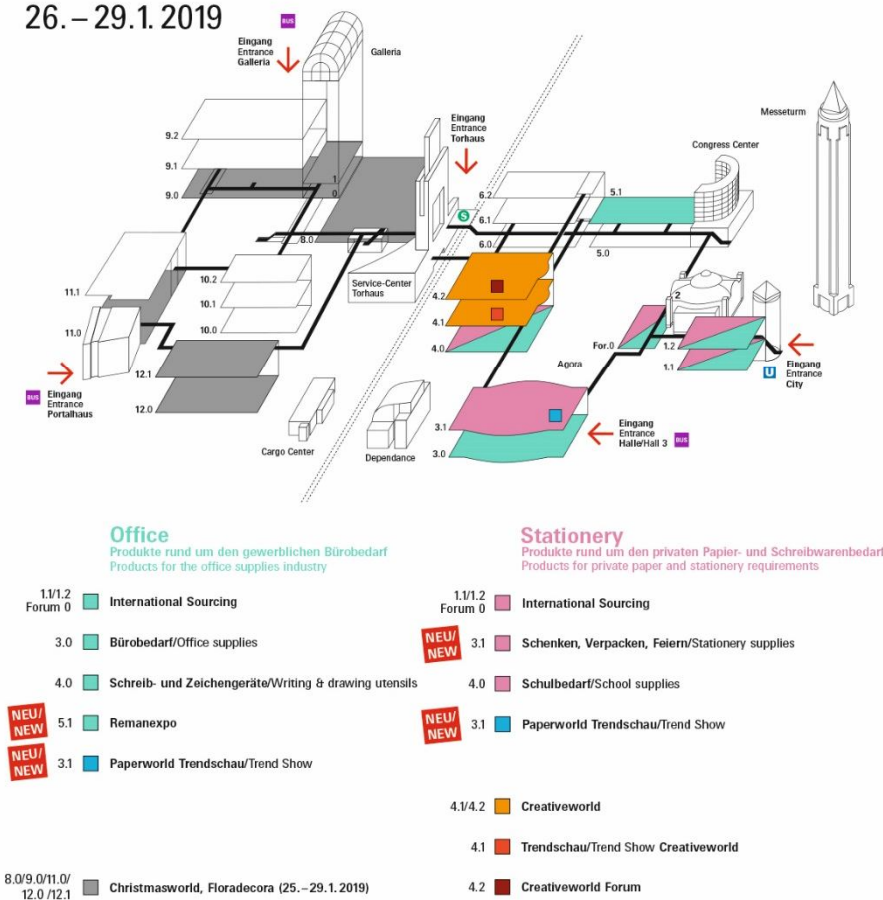 26. – 29.1. 2019
BUS
Eingang
Entrance
Galleria
Galleria
Eingang
Entrance
Torhaus
Messeturm
Congress Center
9.2
9.1
9.0
1
0
8.0
S
6.2
6.1
6.0
5.1
5.0
11.1
11.0
10.2
10.1
10.0
Service-Center
Torhaus
4.2
4.1
4.0
2
For.0
1.2
1.1
Agora
U
Eingang
Entrance
City
BUS
Eingang
Entrance
Portalhaus
12.1
12.0
Cargo Center
Dependance
3.1
3.0
Eingang
Entrance
Halle/Hall 3
BUS
Office
Produkte rund um den gewerblichen Bürobedarf
Products for the office supplies industry
1.1/1.2
Forum 0
International Sourcing
3.0 Bürobedarf/Office supplies
4.0 Schreib- und Zeichengeräte/Writing & drawing utensils
NEU/
NEW
5.1 Remanexpo
NEU/
NEW
3.1 Paperworld Trendschau/Trend Show
8.0/9.0/11.0/
12.0 /12.1
Christmasworld, Floradecora (25.–29.1.2019)
Stationery
Produkte rund um den privaten Papier- und Schreibwarenbedarf
Products for private paper and stationery requirements
1.1/1.2
Forum 0
International Sourcing
NEU/
NEW
3.1 Schenken, Verpacken, Feiern/Stationery supplies
4.0 Schulbedarf/School supplies
NEU/
NEW
3.1 Paperworld Trendschau/Trend Show
4.1/4.2 Creativeworld
4.1 Trendschau/Trend Show Creativeworld
4.2 Creativeworld Forum